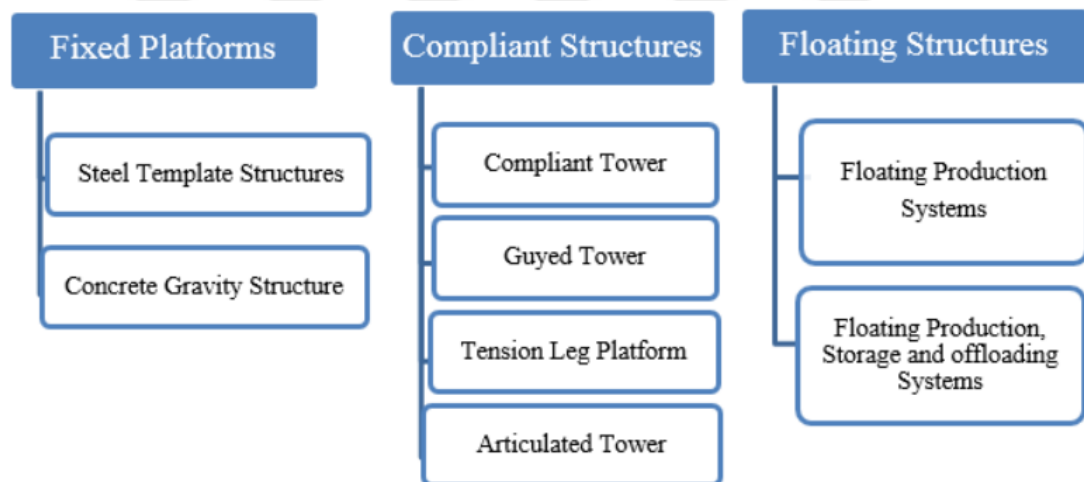 Fixed Platforms
Steel Template Structures
Concrete Gravity Structure
Compliant Structures
Compliant Tower
Guyed Tower
Tension Leg Platform
Articulated Tower
Floating Structures
Floating Production
Systems
Floating Production,
Storage and offloading
Systems